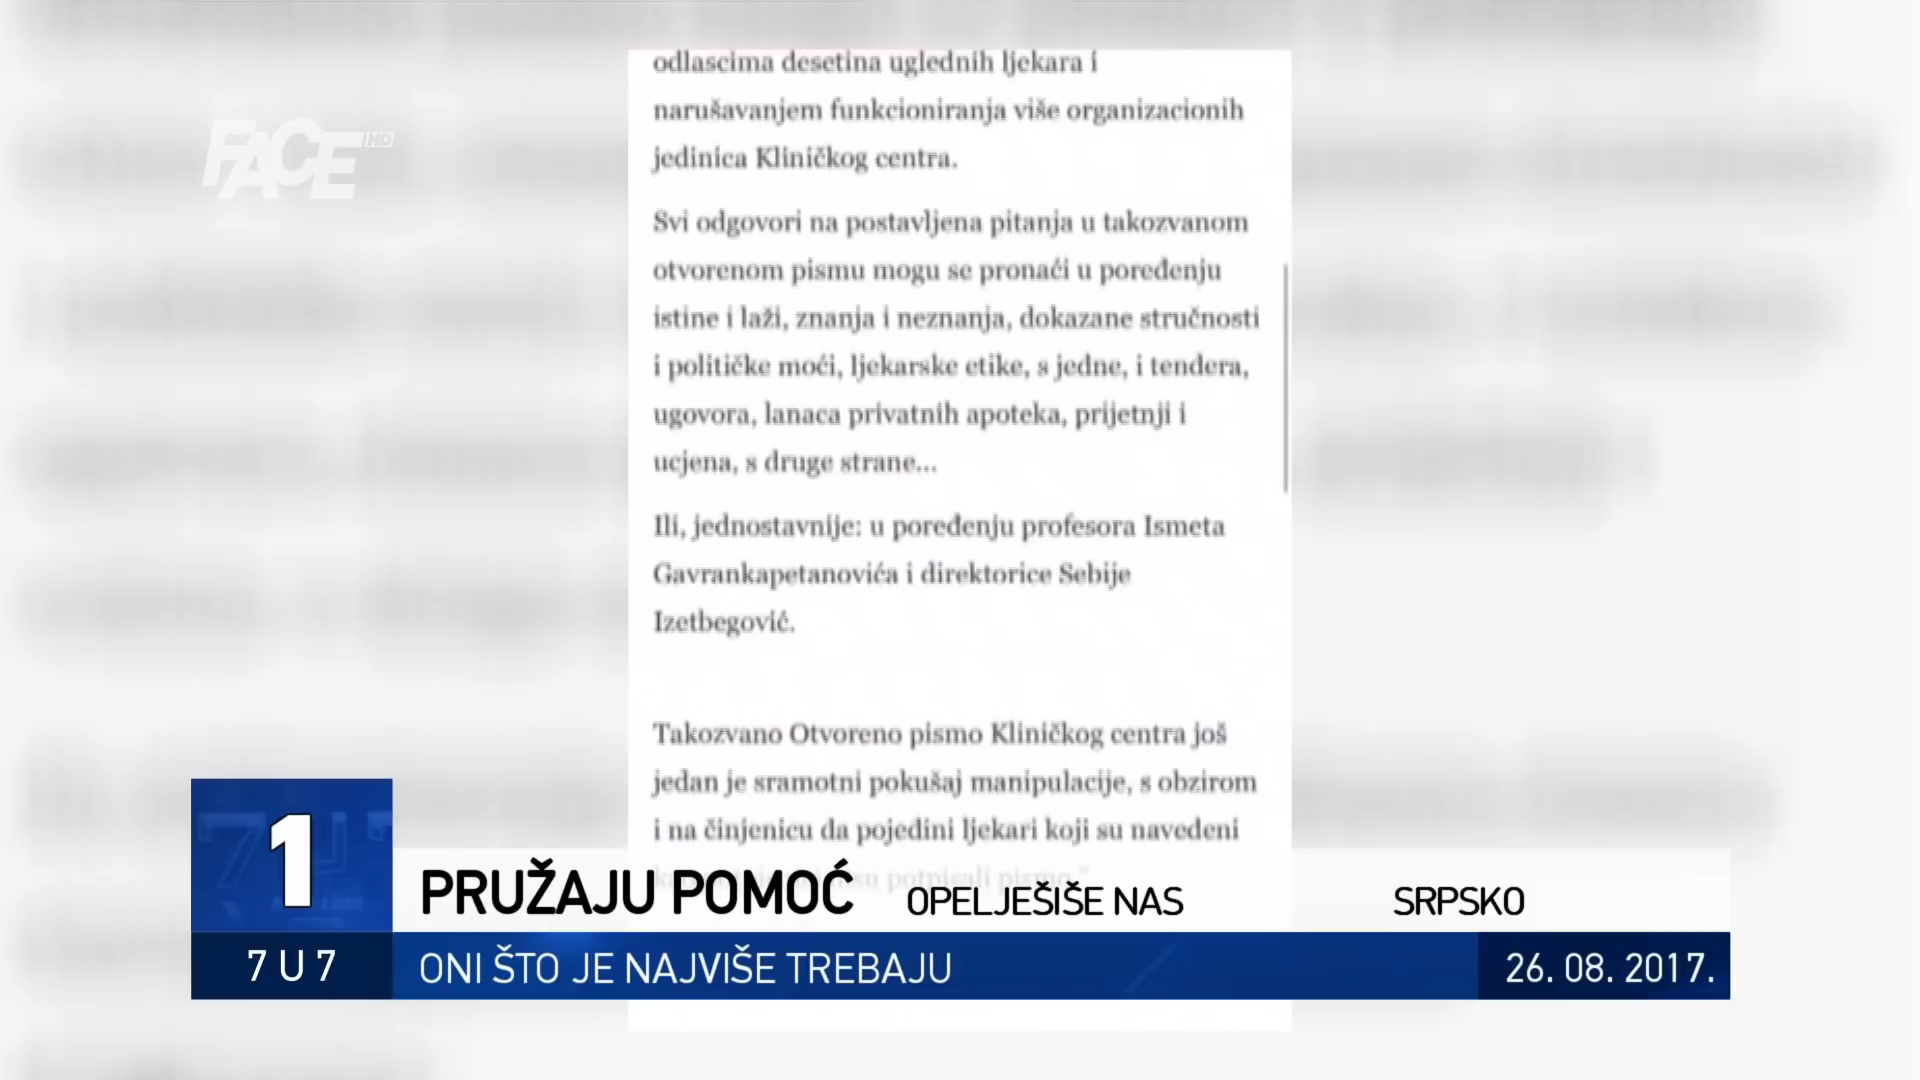 odlascima desetina uglednih ljekara i
narušavanjem funkcioniranja više organizacionih
jedinica Kliničkog centra.
FACE HD
Svi odgovori na postavljena pitanja u takozvanom
otvorenom pismu mogu se pronaći u poređenju
istine i laži, znanja i neznanja, dokazane stručnosti
i političke moći, ljekarske etike, s jedne, i tendera,
ugovora, lanaca privatnih apoteka, prijetnji i
ucjena, s druge strane...
Ili, jednostavnije: u poređenju profesora Ismeta
Gavrankapetanovića i direktorice Sebije
Izetbegović.
Takozvano Otvoreno pismo Kliničkog centra još
jedan je sramotni pokušaj manipulacije, s obzirom
i na činjenicu da pojedini ljekari koji su navedeni
potpisali pismo."
1
PRUŽAJU POMOĆ OPELJEŠIŠE NAS SRPSKO
7 U 7
ONI ŠTO JE NAJVIŠE TREBAJU
26. 08. 2017.